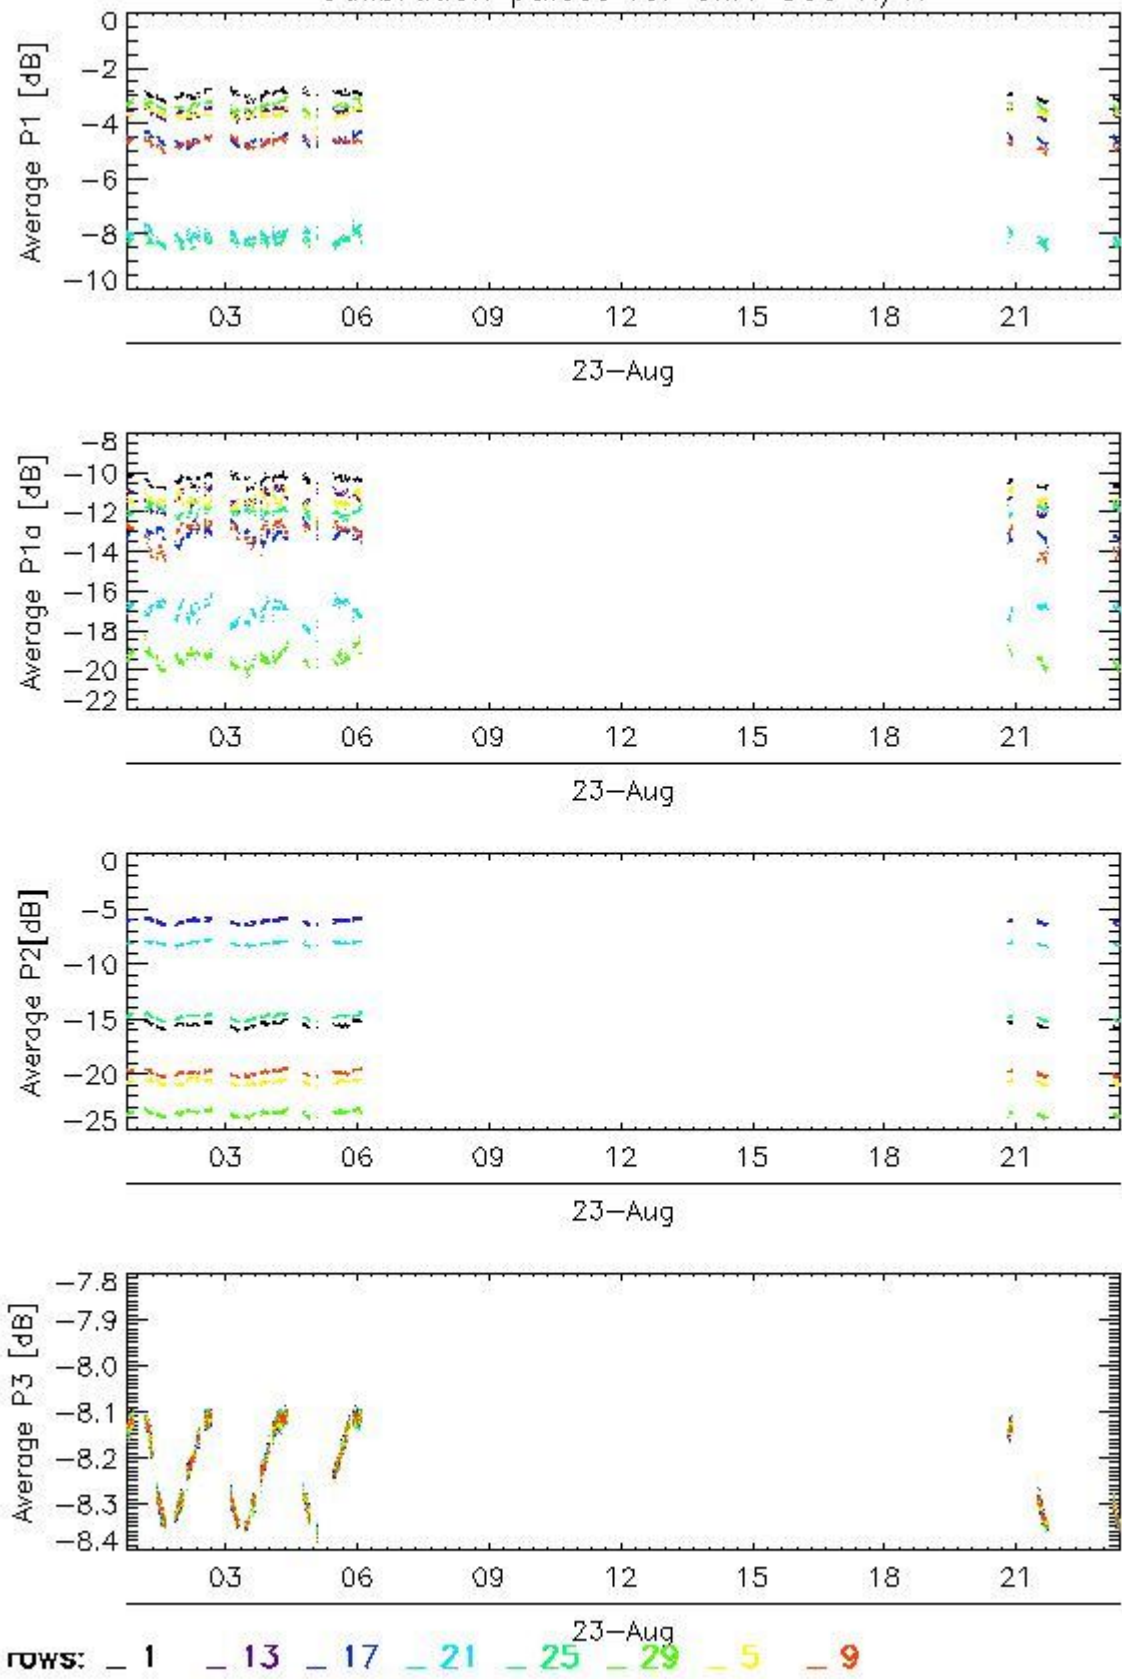 0
−2
−4
−6
−8
−10
Average P1 [dB]
03 06 09 12 15 18 21
23−Aug
−8
−10
−12
−14
−16
−18
−20
−22
Average P1a [dB]
03 06 09 12 15 18 21
23−Aug
0
−5
−10
−15
−20
−25
Average P2[dB]
03 06 09 12 15 18 21
23−Aug
−7.8
−7.9
−8.0
−8.1
−8.2
−8.3
−8.4
Average P3 [dB]
03 06 09 12 15 18 21
23−Aug
rows: _ 1 _ 13 _ 17 _ 21 _ 25 _ 29 _ 5 _ 9